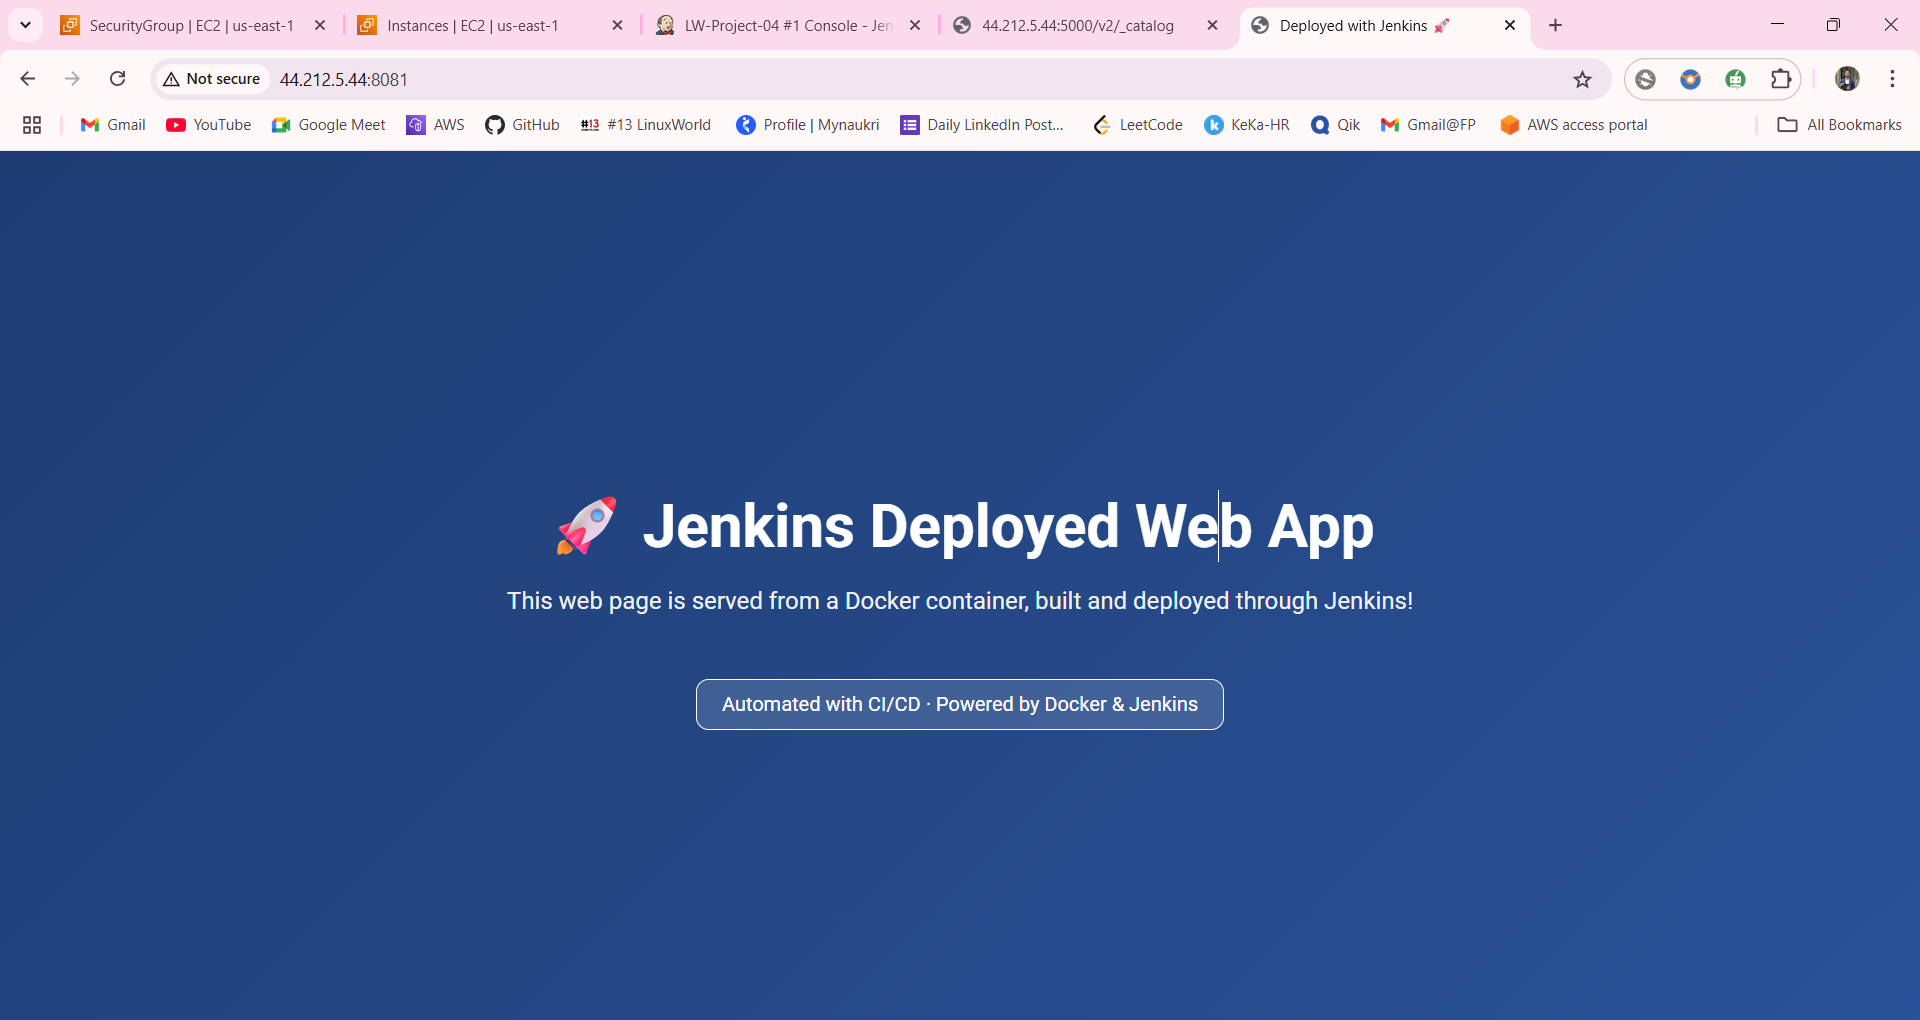 SecurityGroup | EC2 | us-east-1
Instances | EC2 | us-east-1
LW-Project-04 #1 Console - Jen
44.212.5.44:5000/v2/_catalog
Deployed with Jenkins 🚀
Not secure
44.212.5.44:8081
Gmail
YouTube
Google Meet
AWS
GitHub
#13 #13 LinuxWorld
Profile | Mynaukri
Daily LinkedIn Post...
LeetCode
KeKa-HR
Qik
Gmail@FP
AWS access portal
All Bookmarks
🚀 Jenkins Deployed Web App
This web page is served from a Docker container, built and deployed through Jenkins!
Automated with CI/CD · Powered by Docker & Jenkins